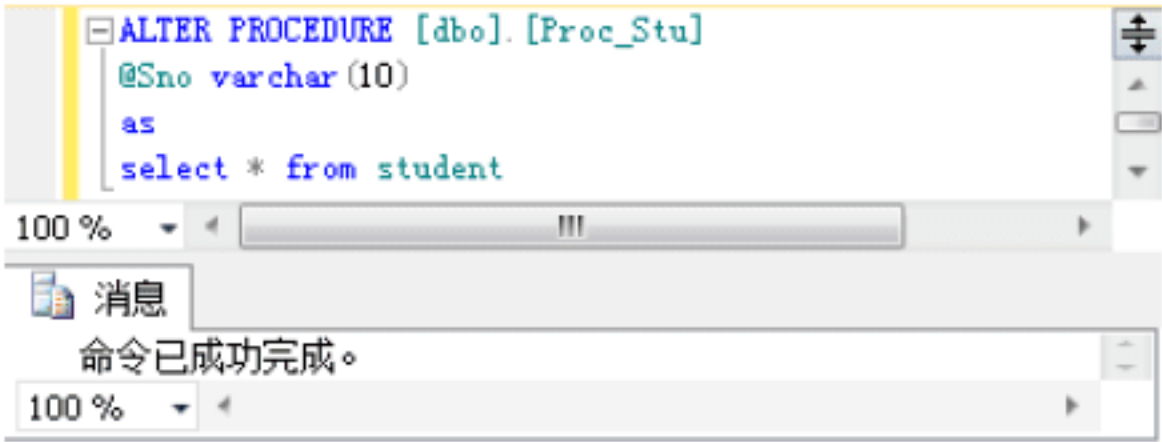 ALTER PROCEDURE [dbo].[Proc_Stu]
@Sno varchar(10)
as
select * from student
100 %
消息
命令已成功完成。
100 %